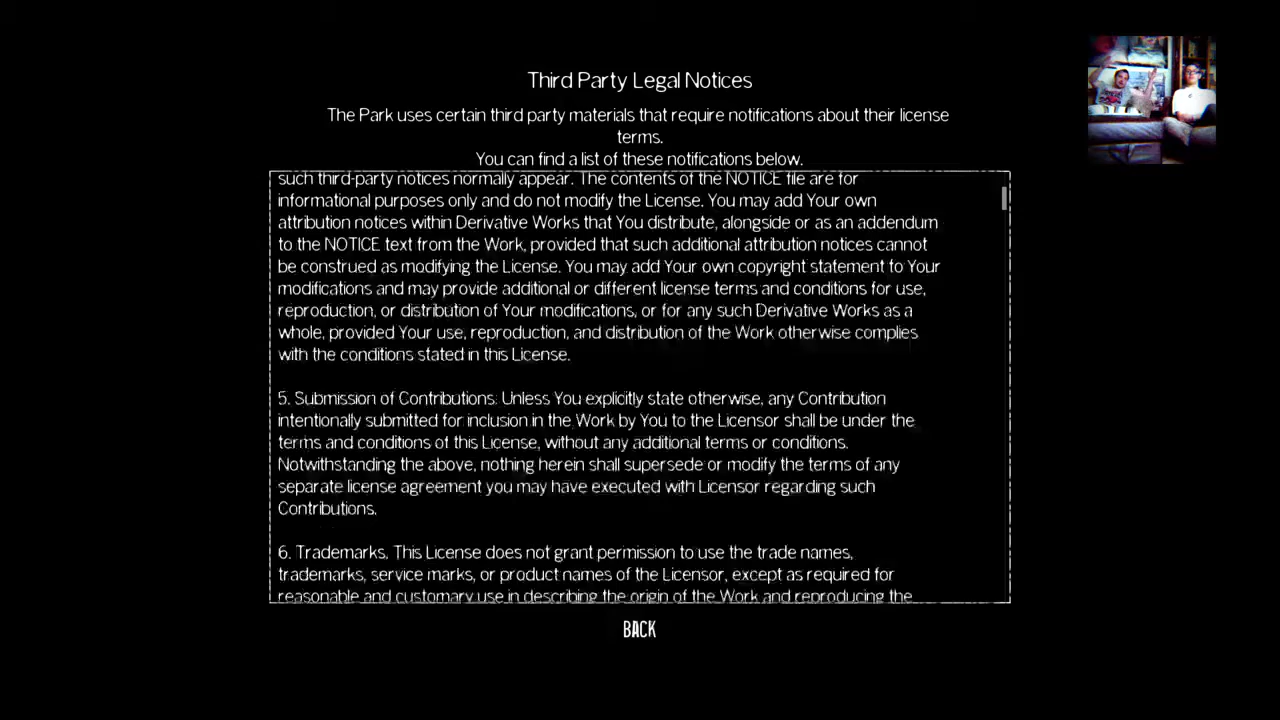 Third Party Legal Notices
The Park uses certain third party materials that require notifications about their license
terms.
You can find a list of these notifications below.
such third-party notices normally appear. The contents of the NOTICE file are for
informational purposes only and do not modify the License. You may add Your own
attribution notices within Derivative Works that You distribute, alongside or as an addendum
to the NOTICE text from the Work, provided that such additional attribution notices cannot
be construed as modifying the License. You may add Your own copyright statement to Your
modifications and may provide additional or different license terms and conditions for use,
reproduction, or distribution of Your modifications, or for any such Derivative Works as a
whole, provided Your use, reproduction, and distribution of the Work otherwise complies
with the conditions stated in this License.
5. Submission of Contributions: Unless You explicitly state otherwise, any Contribution
intentionally submitted for inclusion in the Work by You to the Licensor shall be under the
terms and conditions of this License, without any additional terms or conditions.
Notwithstanding the above, nothing herein shall supersede or modify the terms of any
separate license agreement you may have executed with Licensor regarding such
Contributions.
6. Trademarks. This License does not grant permission to use the trade names,
trademarks, service marks, or product names of the Licensor, except as required for
reasonable and customary use in describing the origin of the Work and reproducing the
BACK